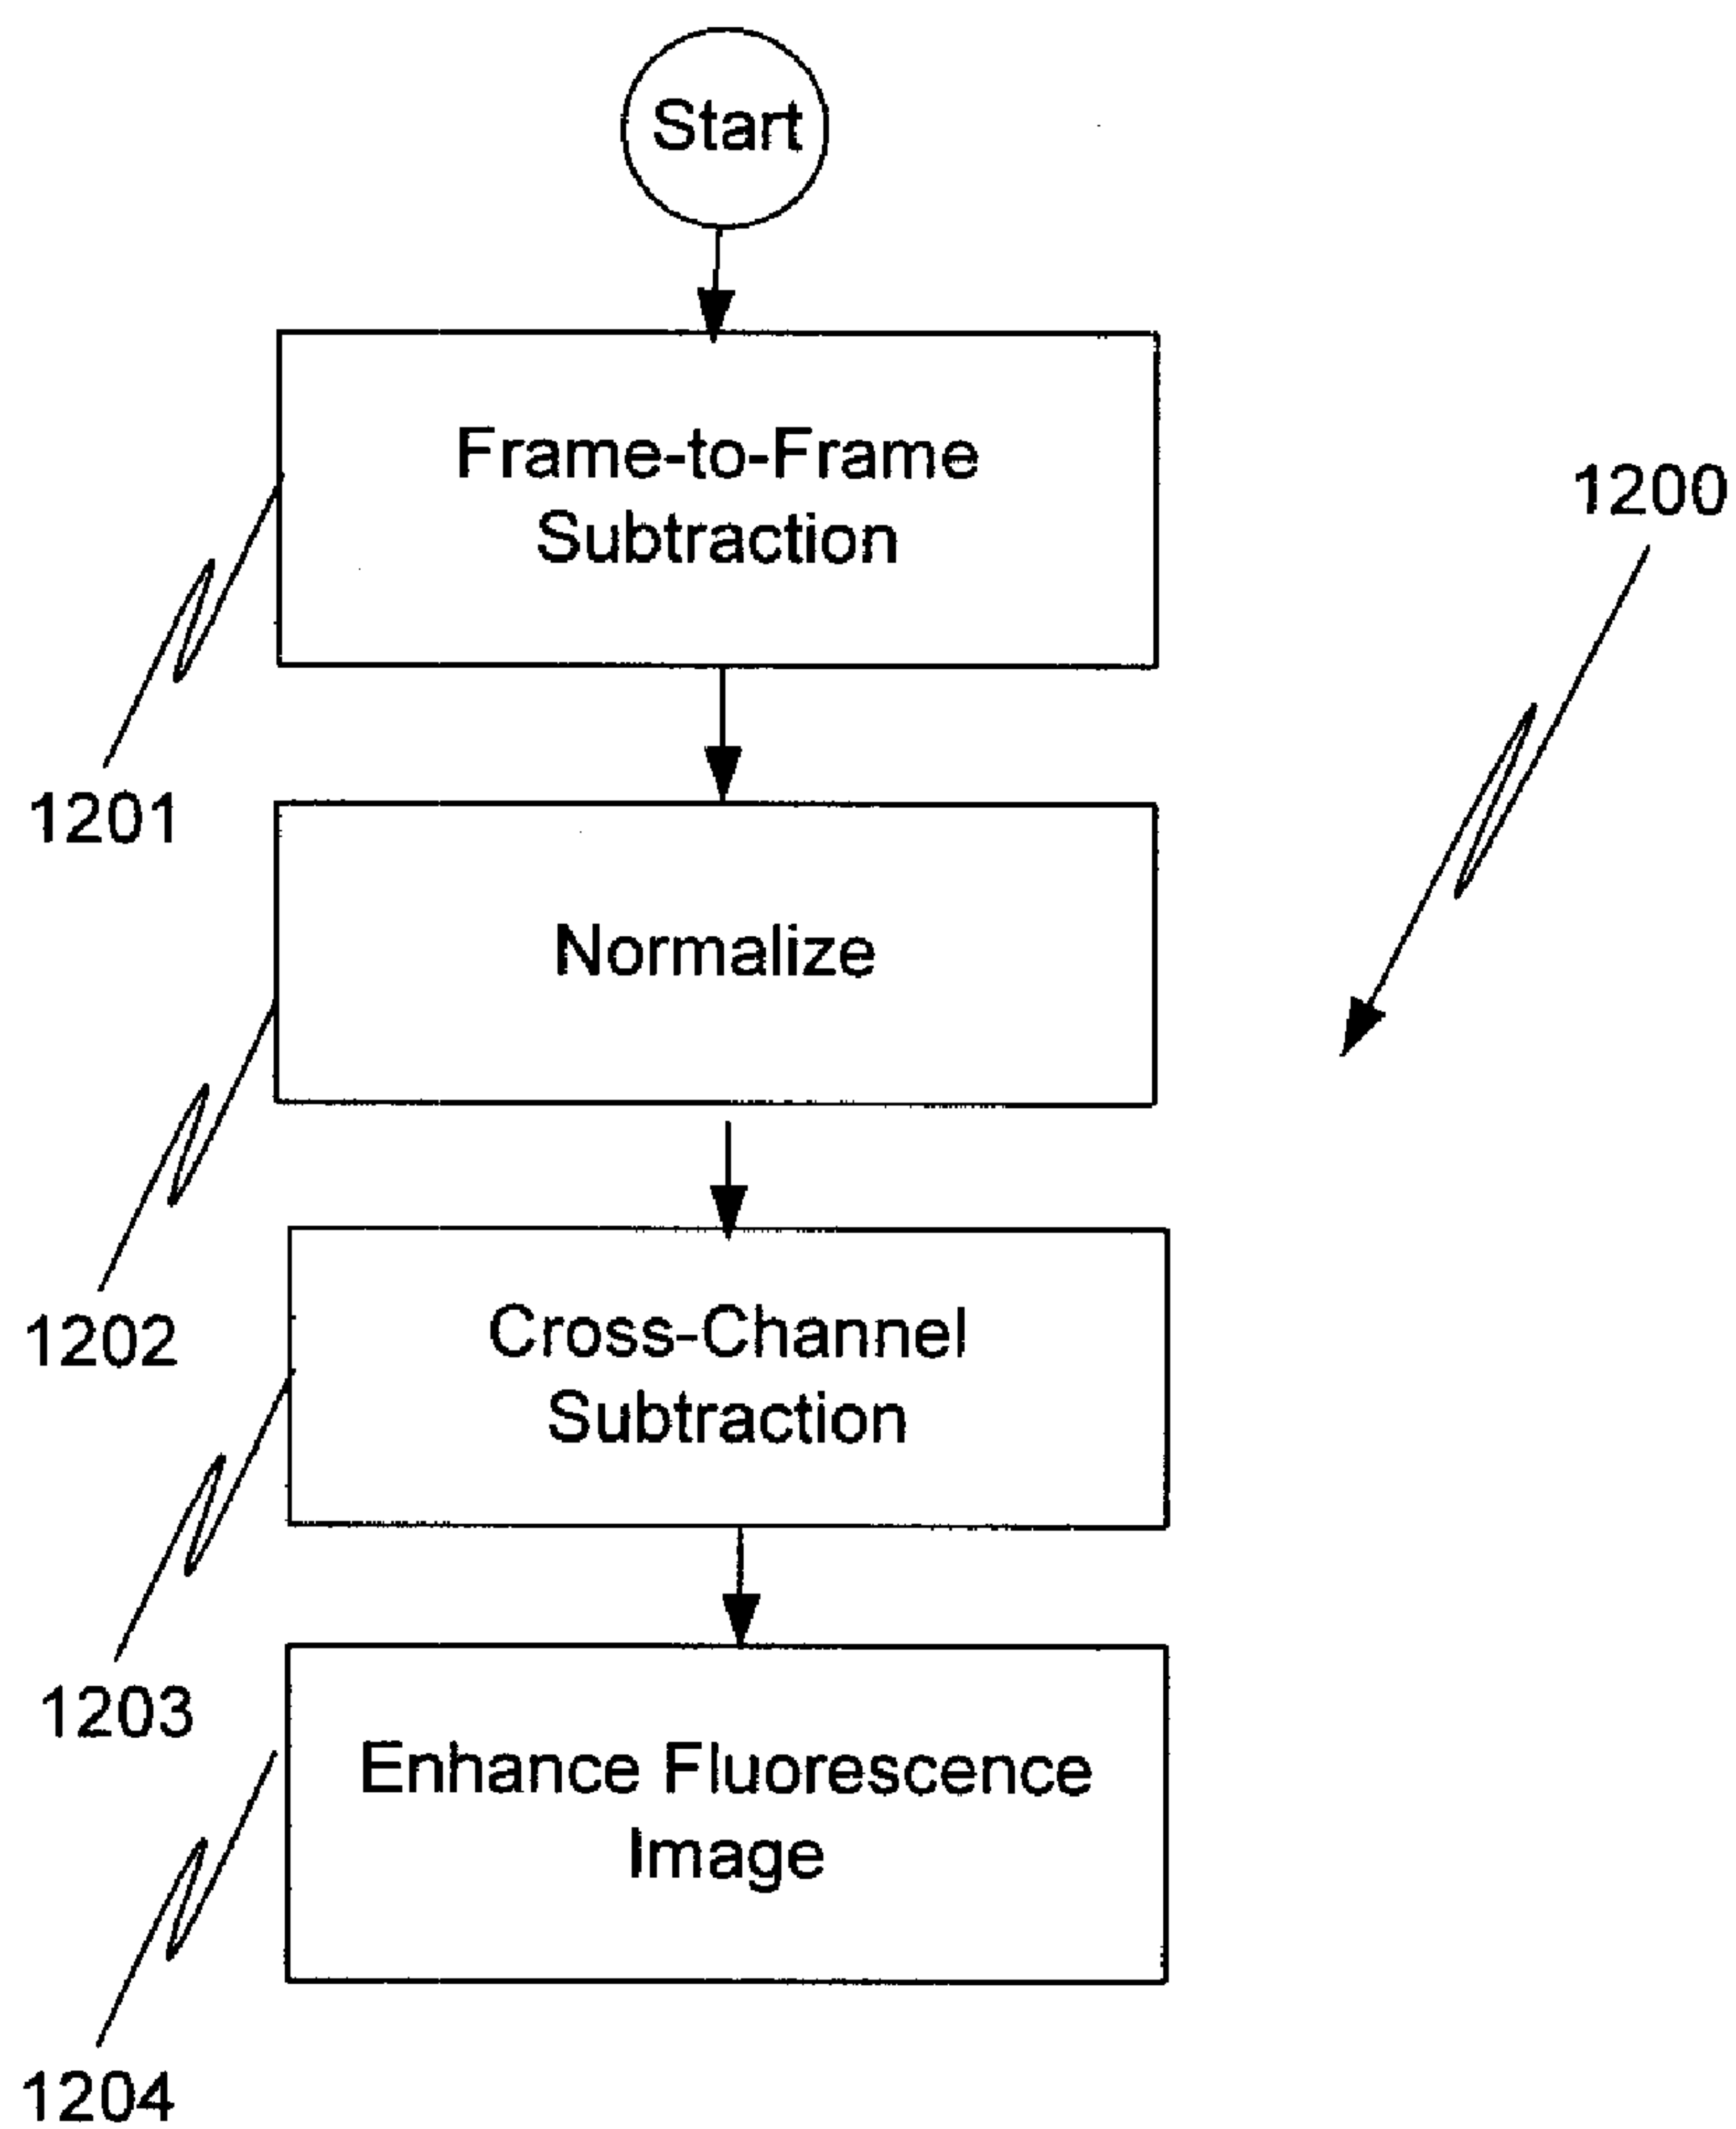 Start
Frame-to-Frame
Subtraction
1200
1201
Normalize
1202
Cross-Channel
Subtraction
1203
Enhance Fluorescence
Image
1204